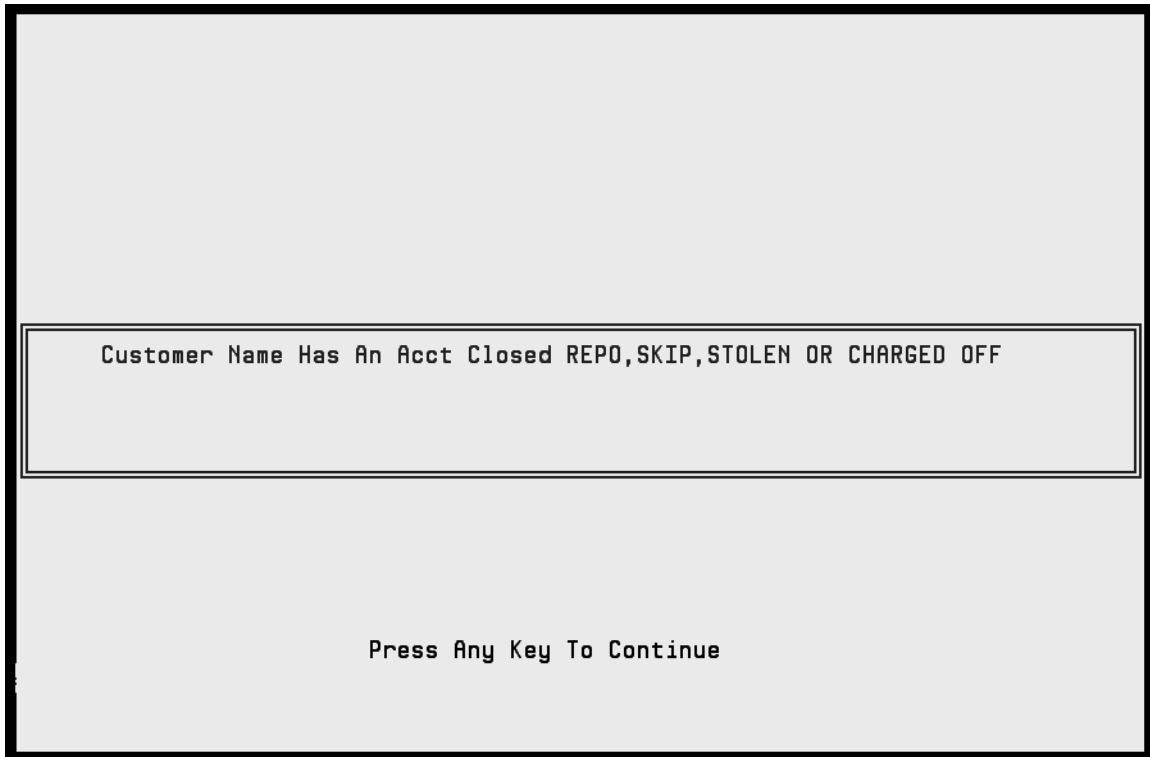 Customer Name Has An Acct Closed REPO,SKIP,STOLEN OR CHARGED OFF
Press Any Key To Continue